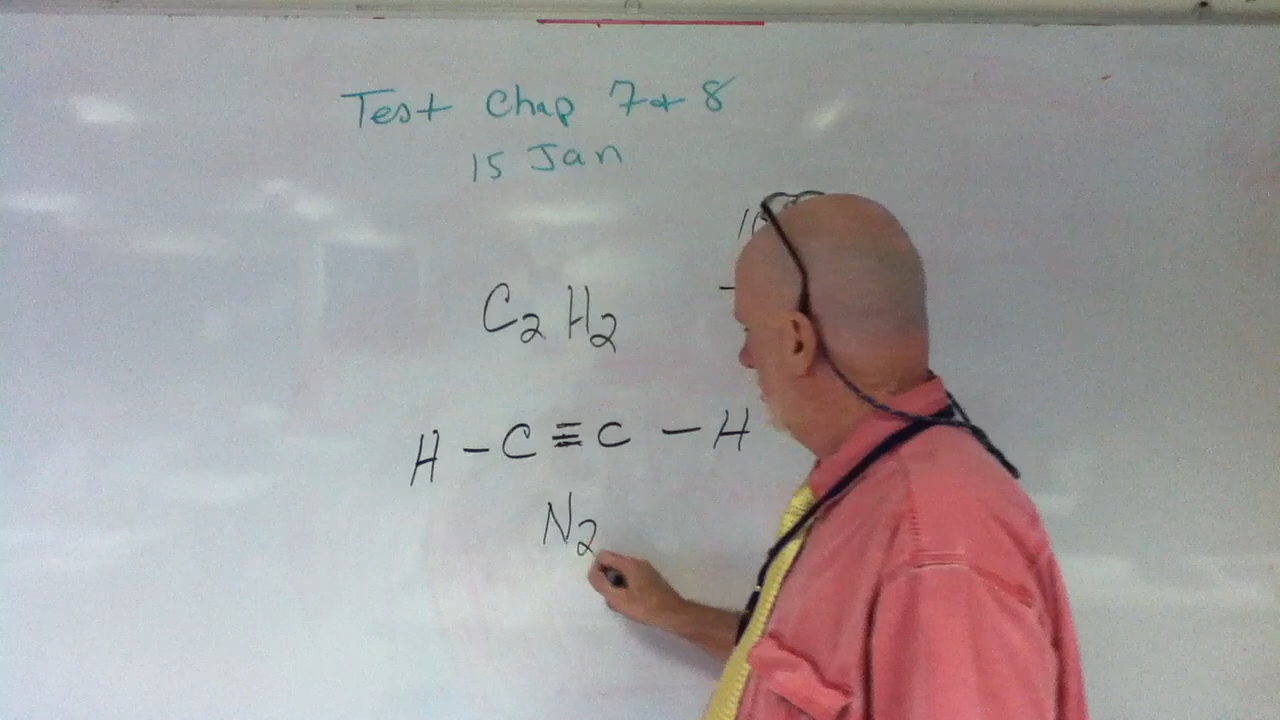 Test Chap 7 + 8
15 Jan
C2H2
H - C ≡ C - H
N2